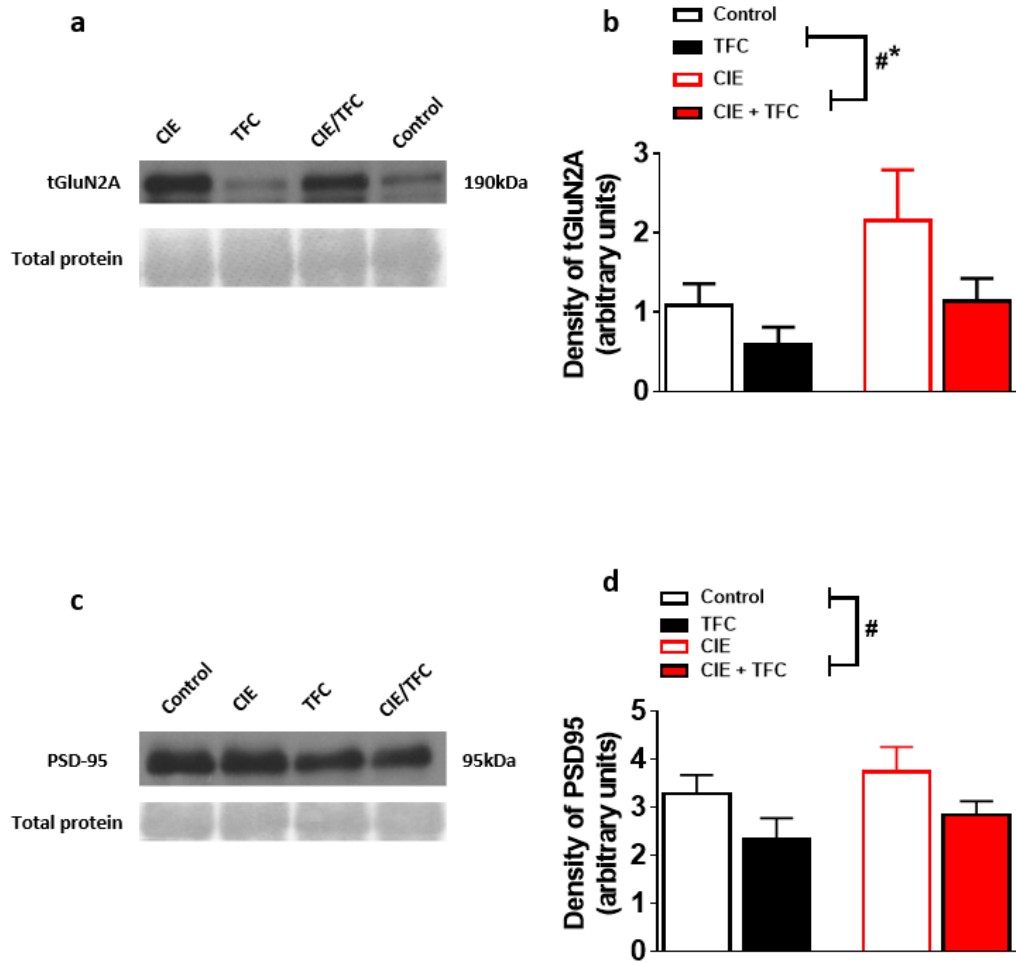 a
CIE TFC CIE/TFC Control
tGluN2A 190kDa
Total protein
b
Control
TFC
CIE
CIE + TFC
#*
Density of tGluN2A
(arbitrary units)
3
2
1
0
c
Control CIE TFC CIE/TFC
PSD-95 95kDa
Total protein
d
Control
TFC
CIE
CIE + TFC
#
Density of PSD95
(arbitrary units)
5
4
3
2
1
0